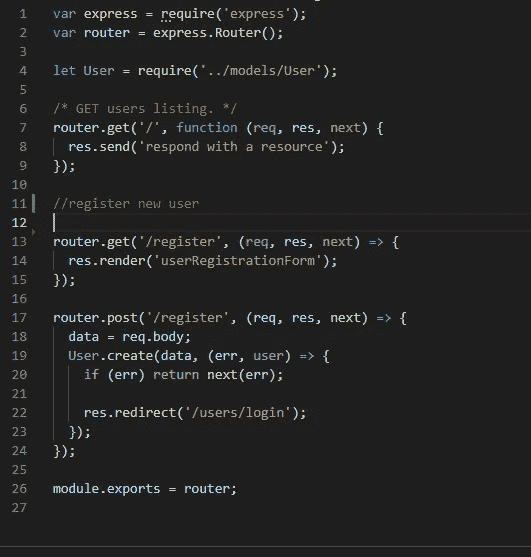 1 var express = require('express');
2 var router = express.Router();
3
4 let User = require('../models/User');
5
6 /* GET users listing. */
7 router.get('/', function (req, res, next) {
8   res.send('respond with a resource');
9 });
10
11 //register new user
12
13 router.get('/register', (req, res, next) => {
14   res.render('userRegistrationForm');
15 });
16
17 router.post('/register', (req, res, next) => {
18   data = req.body;
19   User.create(data, (err, user) => {
20     if (err) return next(err);
21
22     res.redirect('/users/login');
23   });
24 });
25
26 module.exports = router;
27